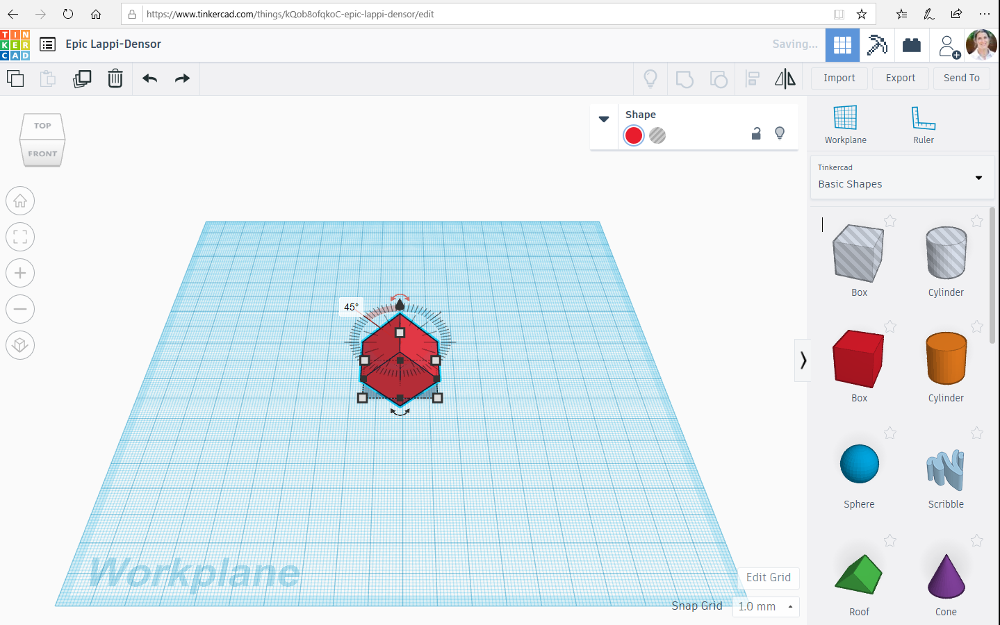 https://www.tinkercad.com/things/kQob8ofqkoC-epic-lappi-densor/edit
TIN
KER
CAD
Epic Lappi-Densor
Saving...
Import
Export
Send To
TOP
FRONT
Shape
Workplane
Ruler
Tinkercad
Basic Shapes
Box
Cylinder
45°
Box
Cylinder
Sphere
Scribble
Workplane
Edit Grid
Snap Grid
1.0 mm
Roof
Cone